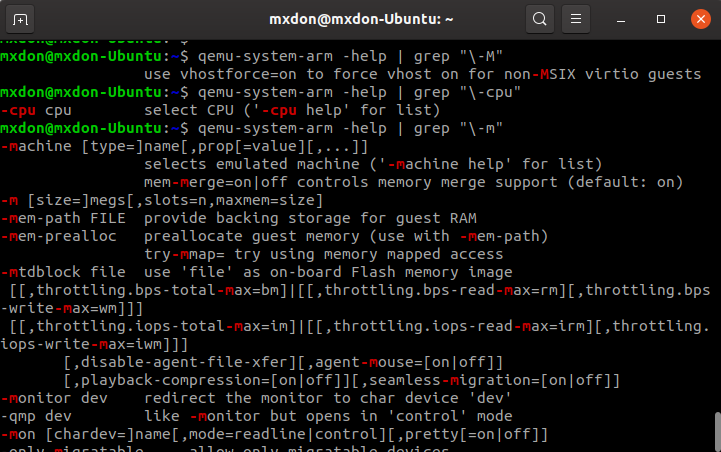 mxdon@mxdon-Ubuntu: ~
mxdon@mxdon-Ubuntu:~$
mxdon@mxdon-Ubuntu:~$ qemu-system-arm -help | grep "\-M"
use vhostforce=on to force vhost on for non-MSIX virtio guests
mxdon@mxdon-Ubuntu:~$ qemu-system-arm -help | grep "\-cpu"
-cpu cpu select CPU ('-cpu help' for list)
mxdon@mxdon-Ubuntu:~$ qemu-system-arm -help | grep "\-m"
-machine [type=]name[,prop[=value][,...]]
selects emulated machine ('-machine help' for list)
mem-merge=on|off controls memory merge support (default: on)
-m [size=]megs[,slots=n,maxmem=size]
-mem-path FILE provide backing storage for guest RAM
-mem-prealloc preallocate guest memory (use with -mem-path)
try-mmap= try using memory mapped access
-mtdblock file use 'file' as on-board Flash memory image
[[,throttling.bps-total-max=bm]|[[,throttling.bps-read-max=rm][,throttling.bps
-write-max=wm]]]
[[,throttling.iops-total-max=im]|[[,throttling.iops-read-max=irm][,throttling.
iops-write-max=iwm]]]
[,disable-agent-file-xfer][,agent-mouse=[on|off]]
[,playback-compression=[on|off]][,seamless-migration=[on|off]]
-monitor dev redirect the monitor to char device 'dev'
-qmp dev like -monitor but opens in 'control' mode
-mon [chardev=]name[,mode=readline|control][,pretty[=on|off]]
-only-migratable allow only migratable devices